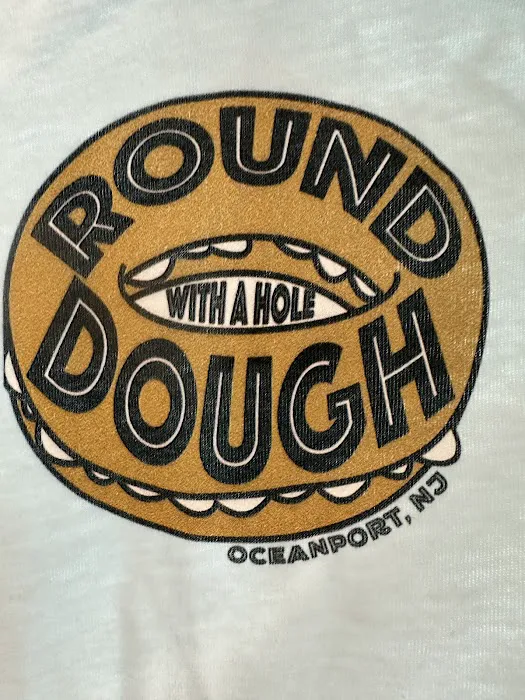 ROUND
WITH A HOLE
DOUGH
OCEANPORT, NJ